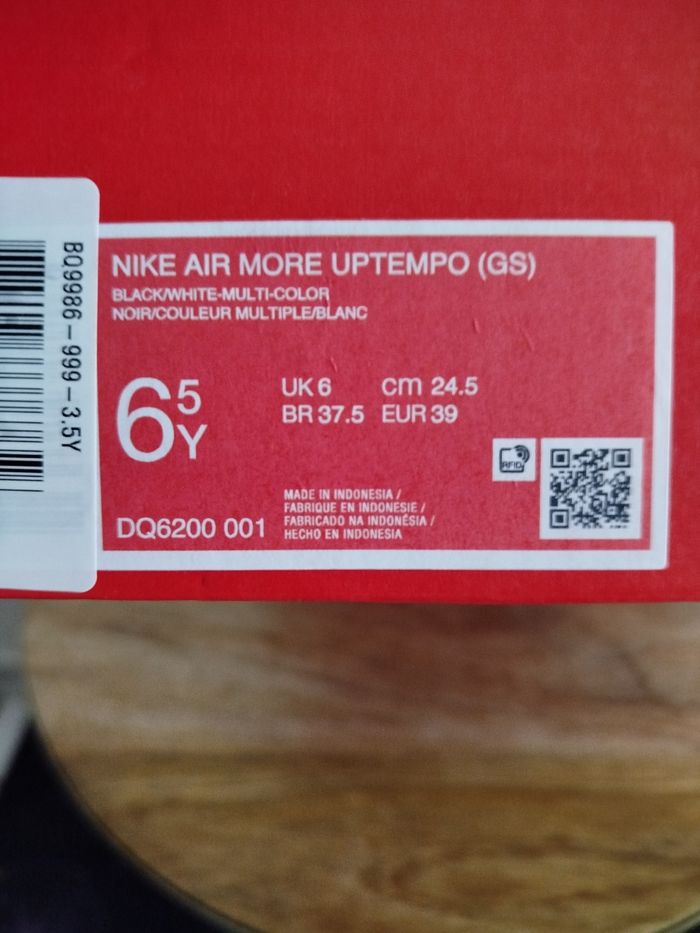 BQ9986-999-3.5Y
NIKE AIR MORE UPTEMPO (GS)
BLACK/WHITE-MULTI-COLOR
NOIR/COULEUR MULTIPLE/BLANC
6 5 Y
UK 6 cm 24.5
BR 37.5 EUR 39
RFID
DQ6200 001
MADE IN INDONESIA /
FABRIQUE EN INDONESIE /
FABRICADO NA INDONÉSIA /
HECHO EN INDONESIA